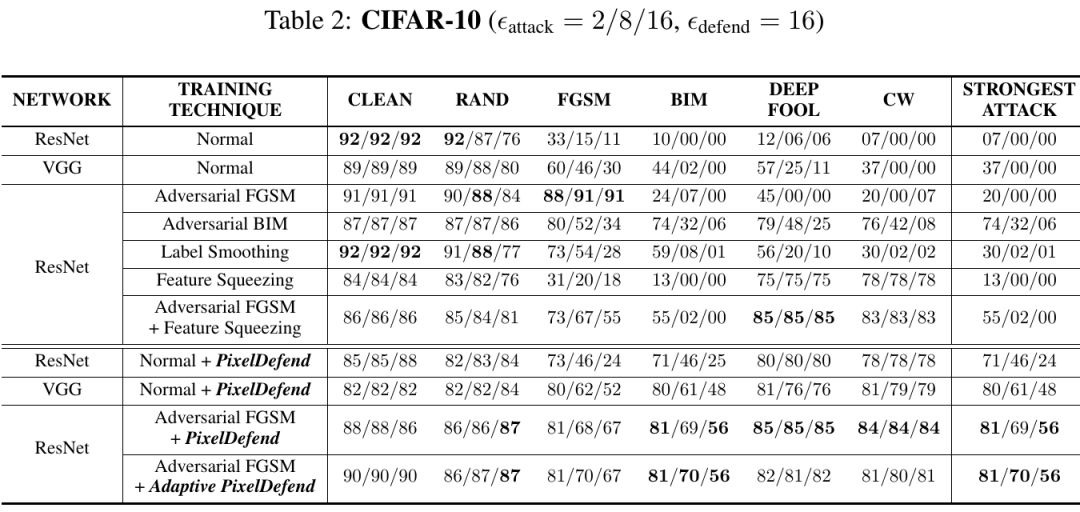 Table 2: CIFAR-10 (ϵattack = 2/8/16, ϵdefend = 16)
NETWORK TRAINING TECHNIQUE CLEAN RAND FGSM BIM DEEP FOOL CW STRONGEST ATTACK
ResNet Normal 92/92/92 92/87/76 33/15/11 10/00/00 12/06/06 07/00/00 07/00/00
VGG Normal 89/89/89 89/88/80 60/46/30 44/02/00 57/25/11 37/00/00 37/00/00
ResNet
Adversarial FGSM 91/91/91 90/88/84 88/91/91 24/07/00 45/00/00 20/00/07 20/00/00
Adversarial BIM 87/87/87 87/87/86 80/52/34 74/32/06 79/48/25 76/42/08 74/32/06
Label Smoothing 92/92/92 91/88/77 73/54/28 59/08/01 56/20/10 30/02/02 30/02/01
Feature Squeezing 84/84/84 83/82/76 31/20/18 13/00/00 75/75/75 78/78/78 13/00/00
Adversarial FGSM + Feature Squeezing 86/86/86 85/84/81 73/67/55 55/02/00 85/85/85 83/83/83 55/02/00
ResNet Normal + PixelDefend 85/85/88 82/83/84 73/46/24 71/46/25 80/80/80 78/78/78 71/46/24
VGG Normal + PixelDefend 82/82/82 82/82/84 80/62/52 80/61/48 81/76/76 81/79/79 80/61/48
ResNet
Adversarial FGSM + PixelDefend 88/88/86 86/86/87 81/68/67 81/69/56 85/85/85 84/84/84 81/69/56
Adversarial FGSM + Adaptive PixelDefend 90/90/90 86/87/87 81/70/67 81/70/56 82/81/82 81/80/81 81/70/56